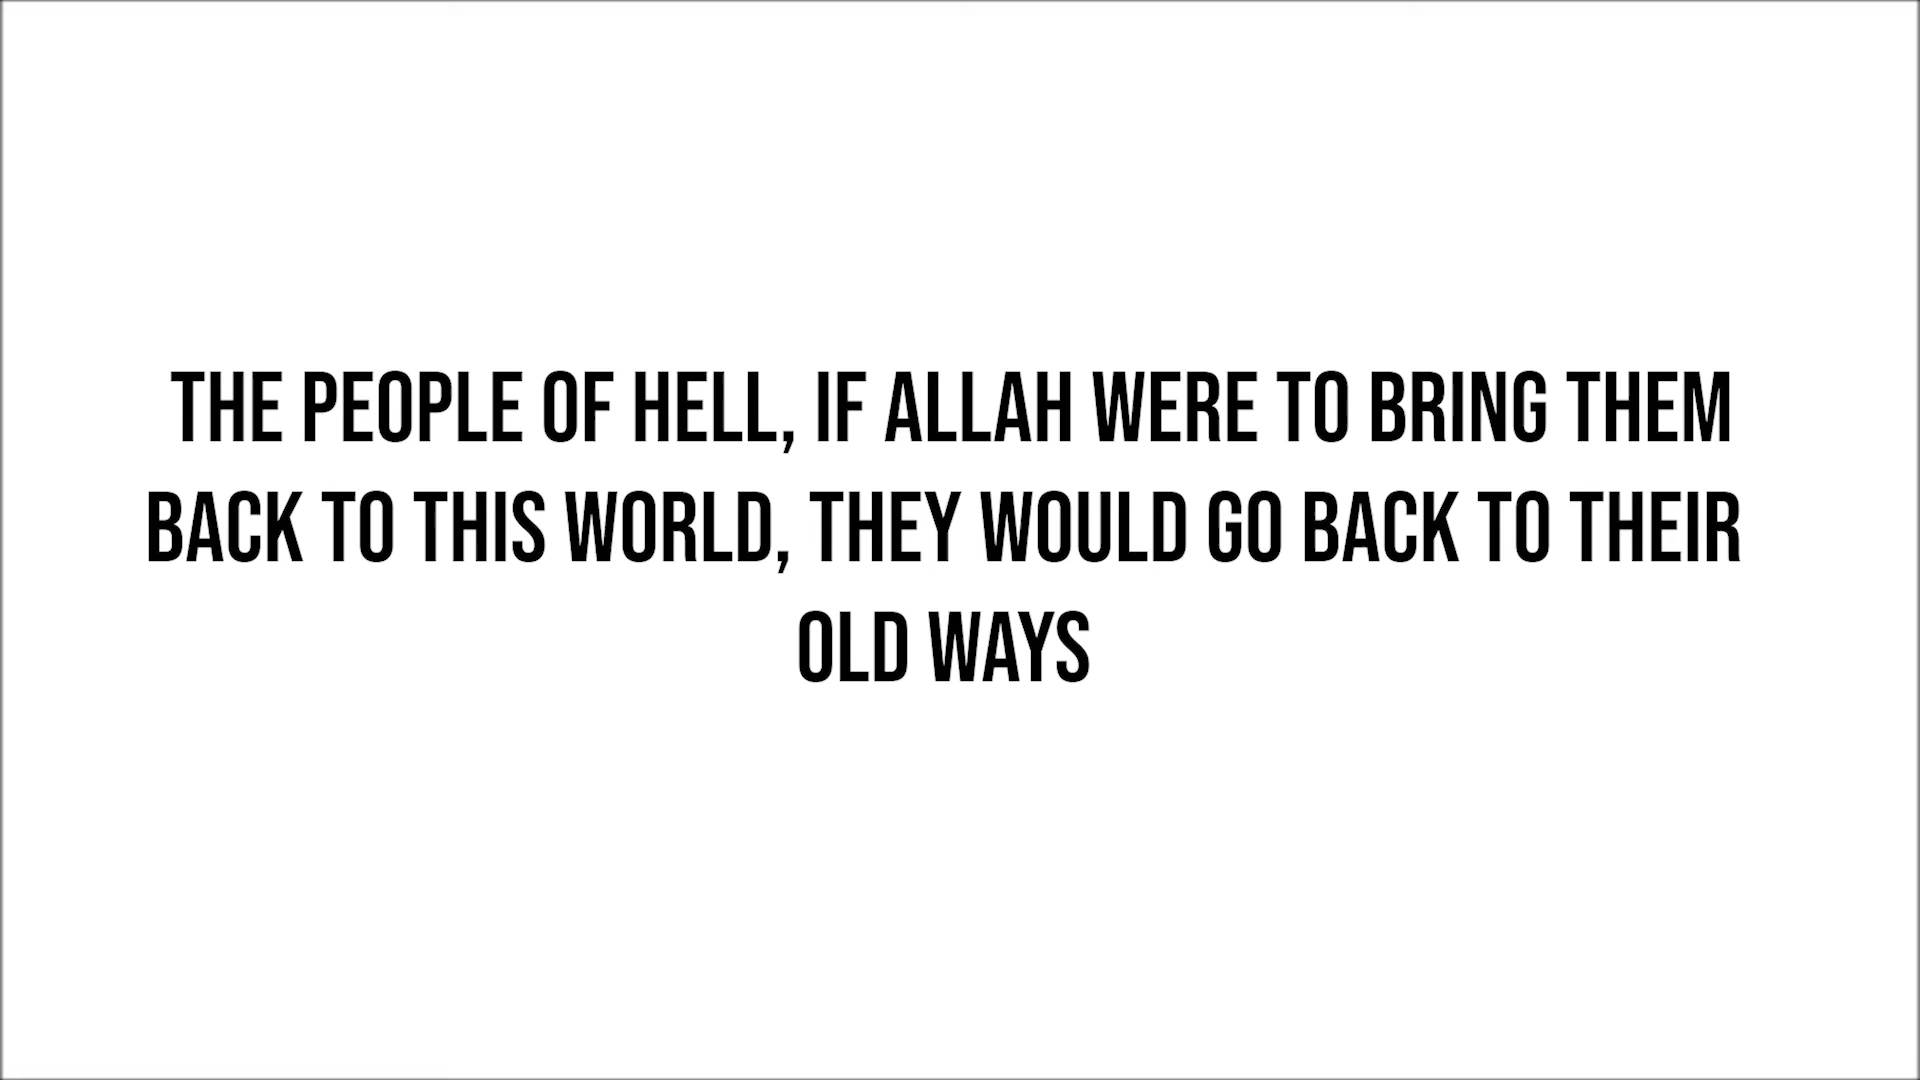 THE PEOPLE OF HELL, IF ALLAH WERE TO BRING THEM
BACK TO THIS WORLD, THEY WOULD GO BACK TO THEIR
OLD WAYS